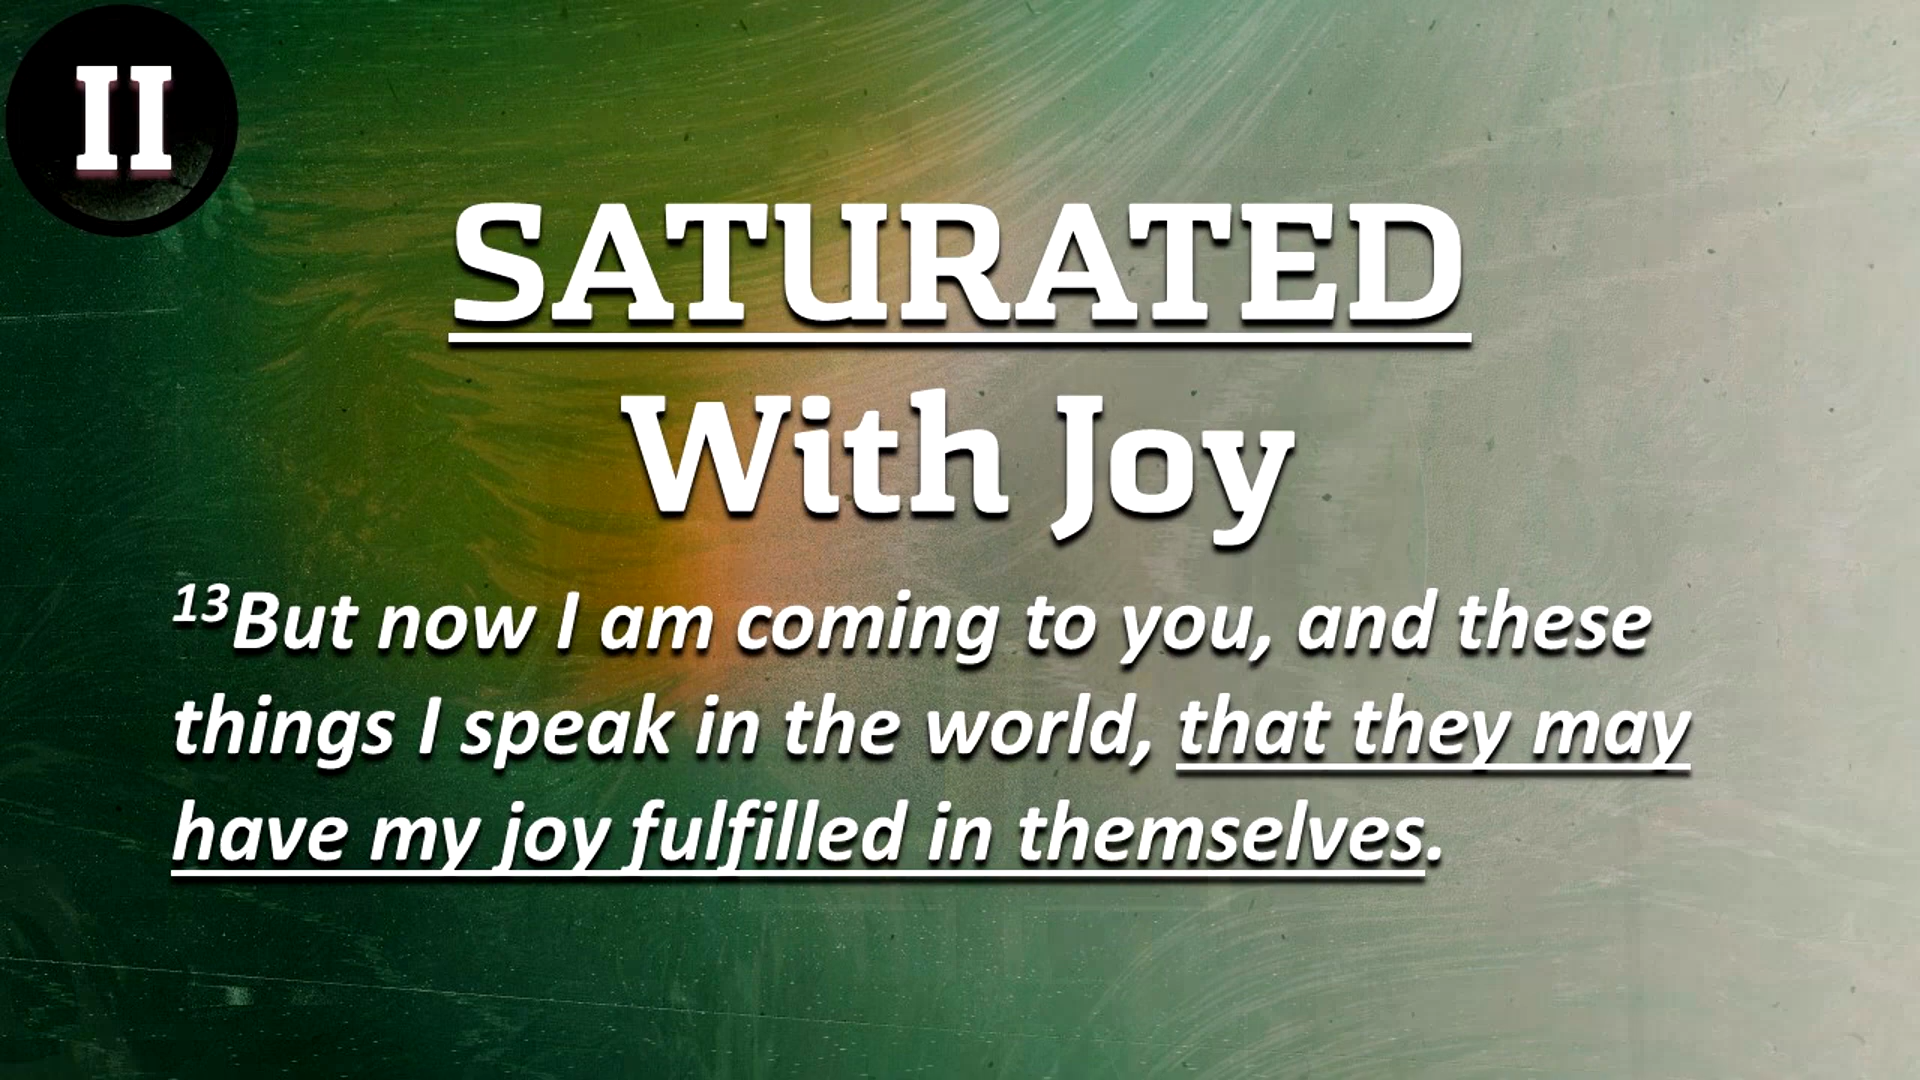 II
SATURATED
With Joy
¹³But now I am coming to you, and these
things I speak in the world, that they may
have my joy fulfilled in themselves.